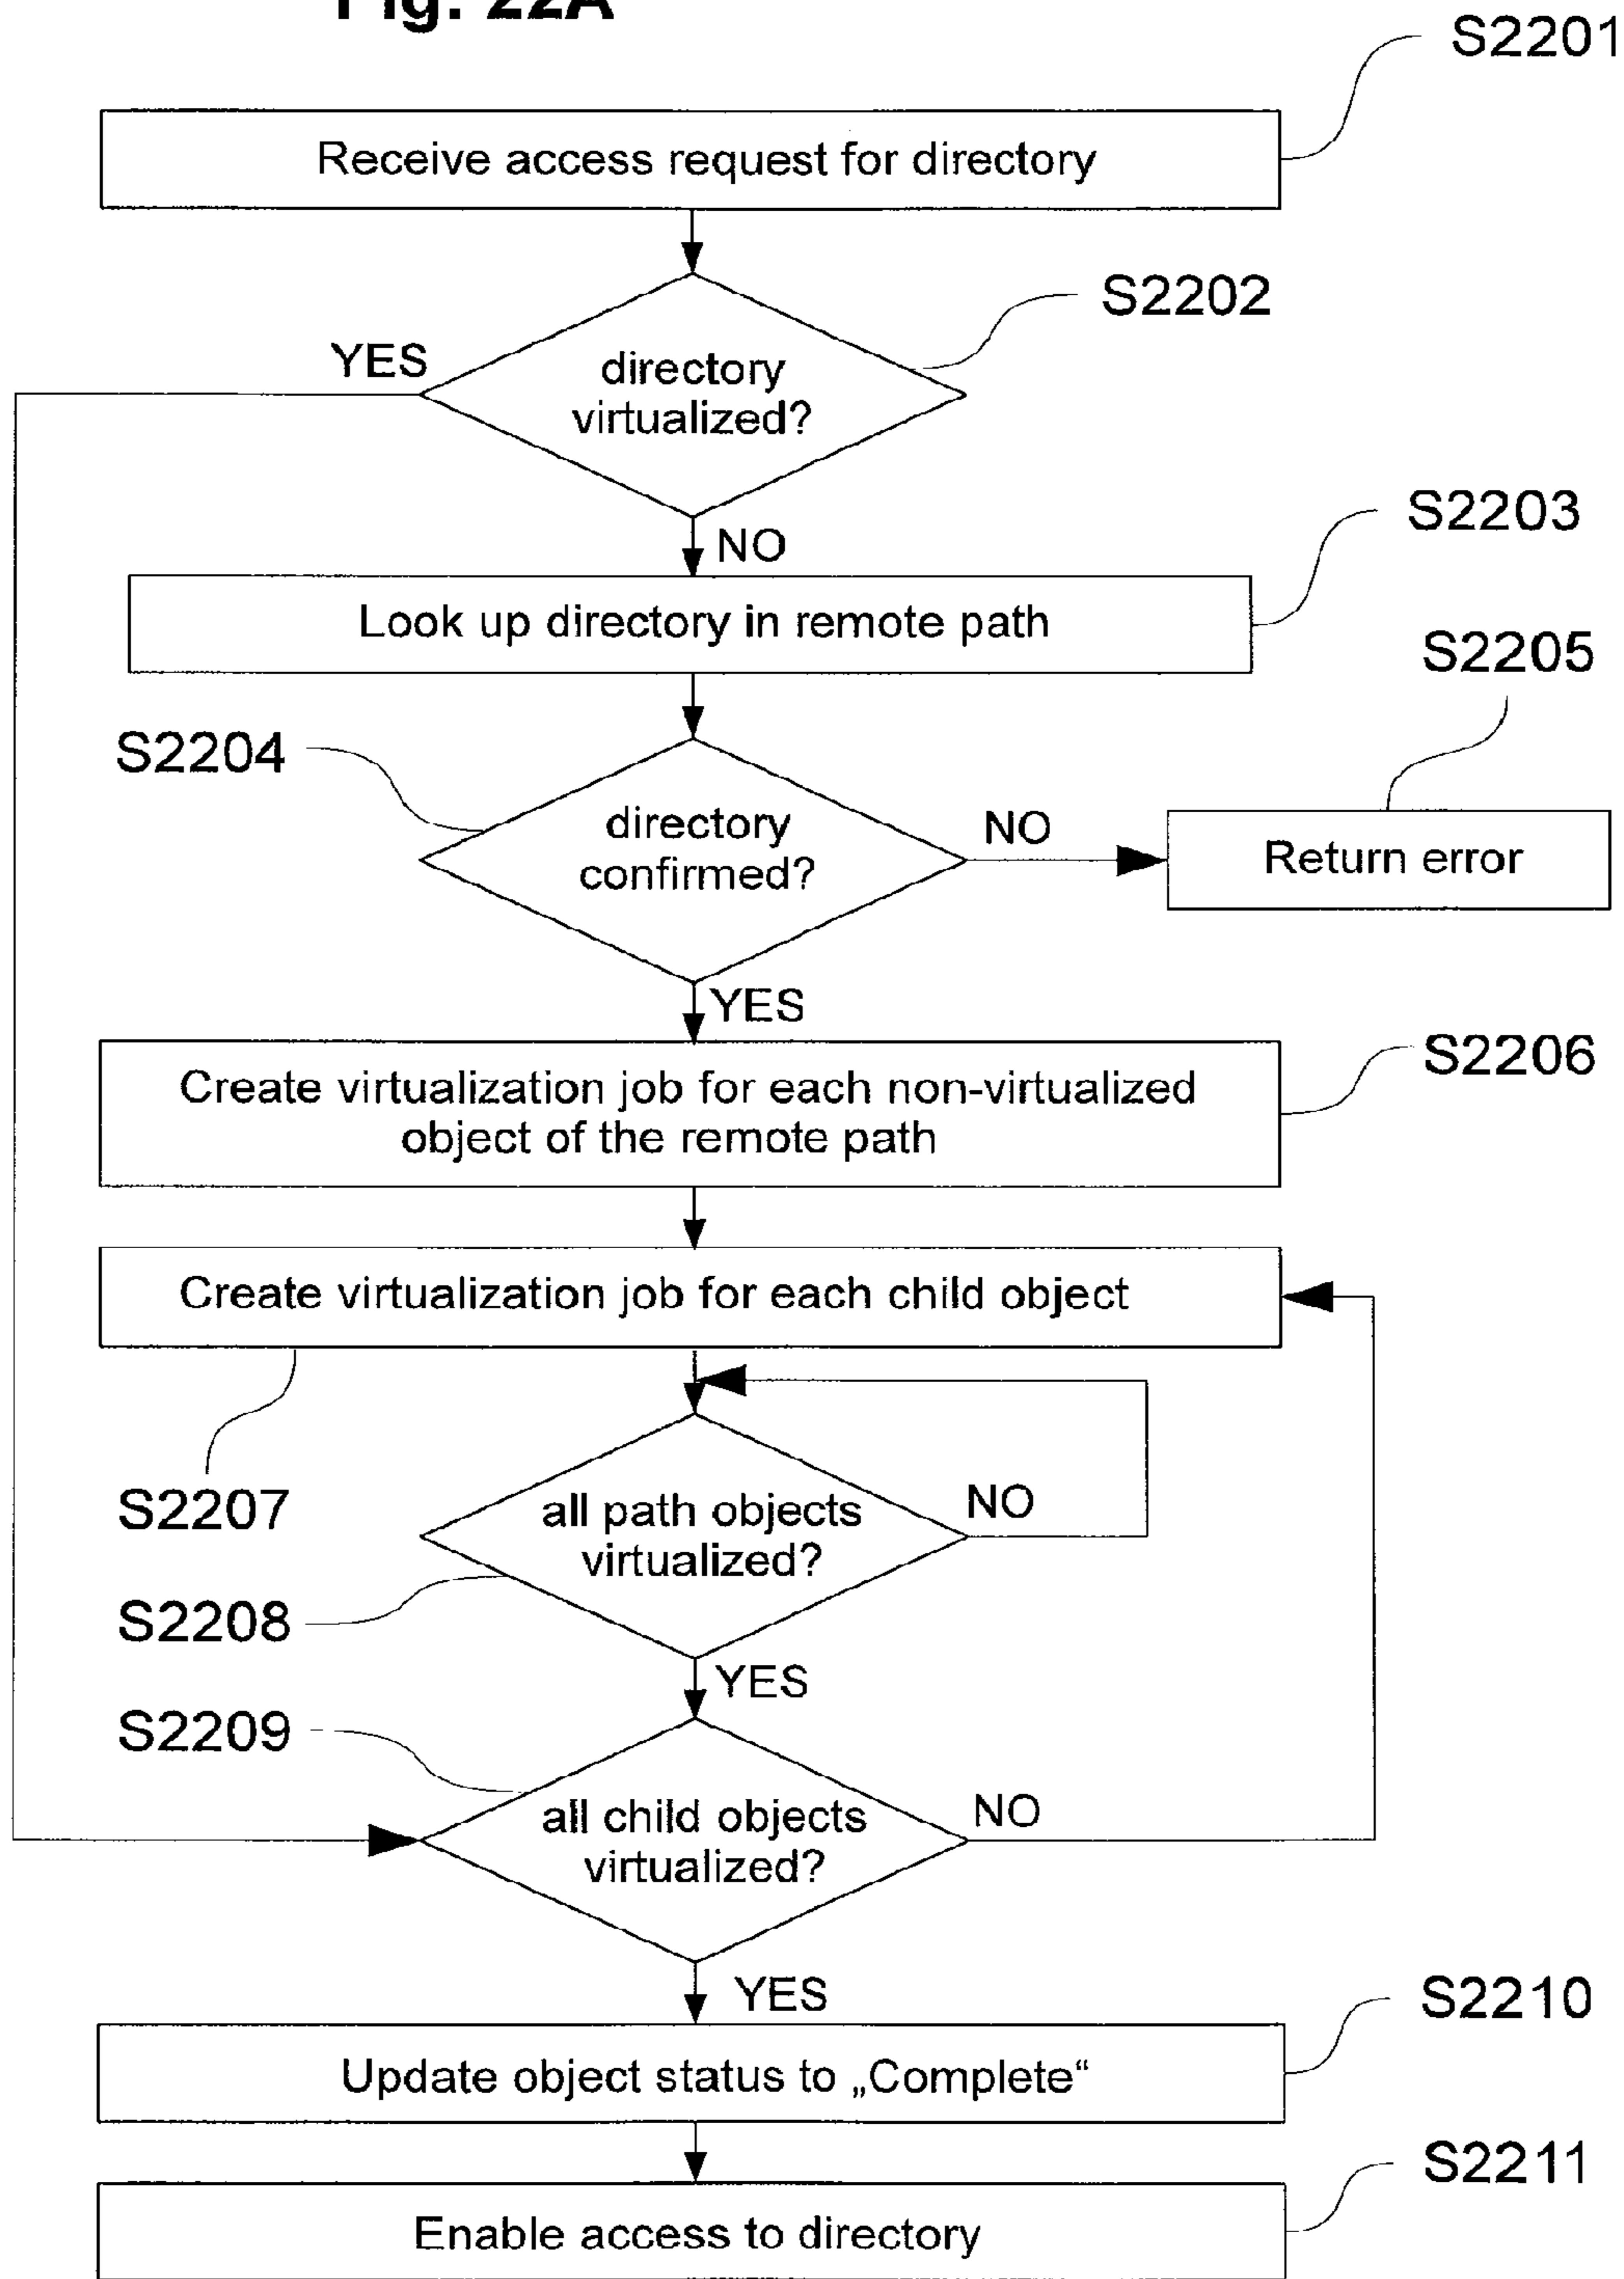 Fig. 22A
S2201
Receive access request for directory
S2202
YES
directory
virtualized?
NO
S2203
Look up directory in remote path
S2205
S2204
directory
confirmed?
NO
Return error
YES
S2206
Create virtualization job for each non-virtualized
object of the remote path
Create virtualization job for each child object
S2207
all path objects
virtualized?
NO
S2208
YES
S2209
all child objects
virtualized?
NO
YES
S2210
Update object status to „Complete“
S2211
Enable access to directory